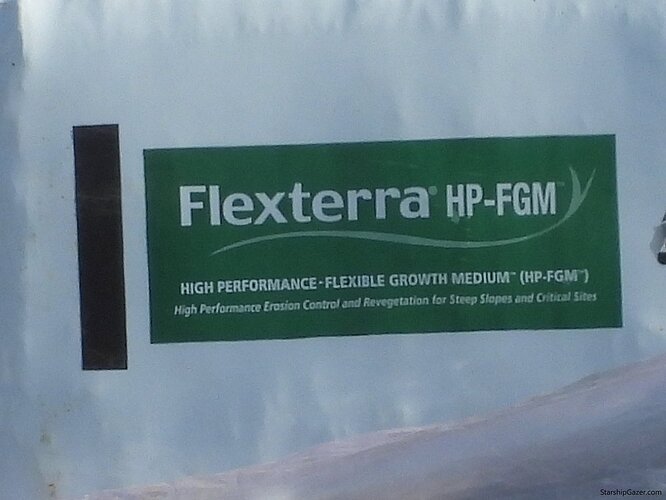 Flexterra® HP-FGM™
HIGH PERFORMANCE-FLEXIBLE GROWTH MEDIUM™ (HP-FGM™)
High Performance Erosion Control and Revegetation for Steep Slopes and Critical Sites
StarshipGazer.com